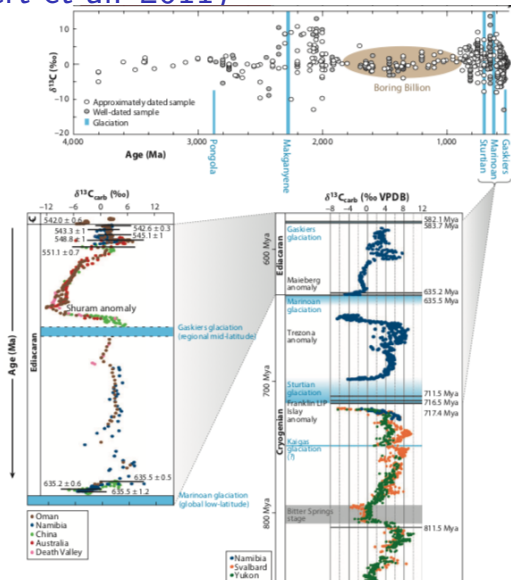 ert et al. 2011)
δ¹³C (‰)
10
0
−10
−20
Approximately dated sample
Well-dated sample
Glaciation
Boring Billion
4,000 3,000 2,000 1,000
Age (Ma)
Pongola
Makganyene
Sturtian
Marinoan
Gaskiers
δ¹³Ccarb (‰)
−12 −6 0 6 12
C
542.0 ± 0.6
542.6 ± 0.3
543.3 ± 1
545.1 ± 1
548.8 ± 1
551.1 ± 0.7
Shuram anomaly
Age (Ma)
Ediacaran
Gaskiers glaciation
(regional mid-latitude)
635.5 ± 0.5
635.2 ± 0.6
635.5 ± 1.2
Marinoan glaciation
(global low-latitude)
Oman
Namibia
China
Australia
Death Valley
δ¹³Ccarb (‰ VPDB)
−8 −4 0 4 8 12
582.1 Mya
583.7 Mya
Gaskiers
glaciation
600 Mya
Ediacaran
Maieberg
anomaly
635.2 Mya
635.5 Mya
Marinoan
glaciation
Trezona
anomaly
700 Mya
Sturtian
glaciation
711.5 Mya
Franklin LIP
716.5 Mya
Islay
anomaly
717.4 Mya
Kaigas
glaciation
(?)
Cryogenian
800 Mya
Bitter Springs
stage
811.5 Mya
Namibia
Svalbard
Yukon